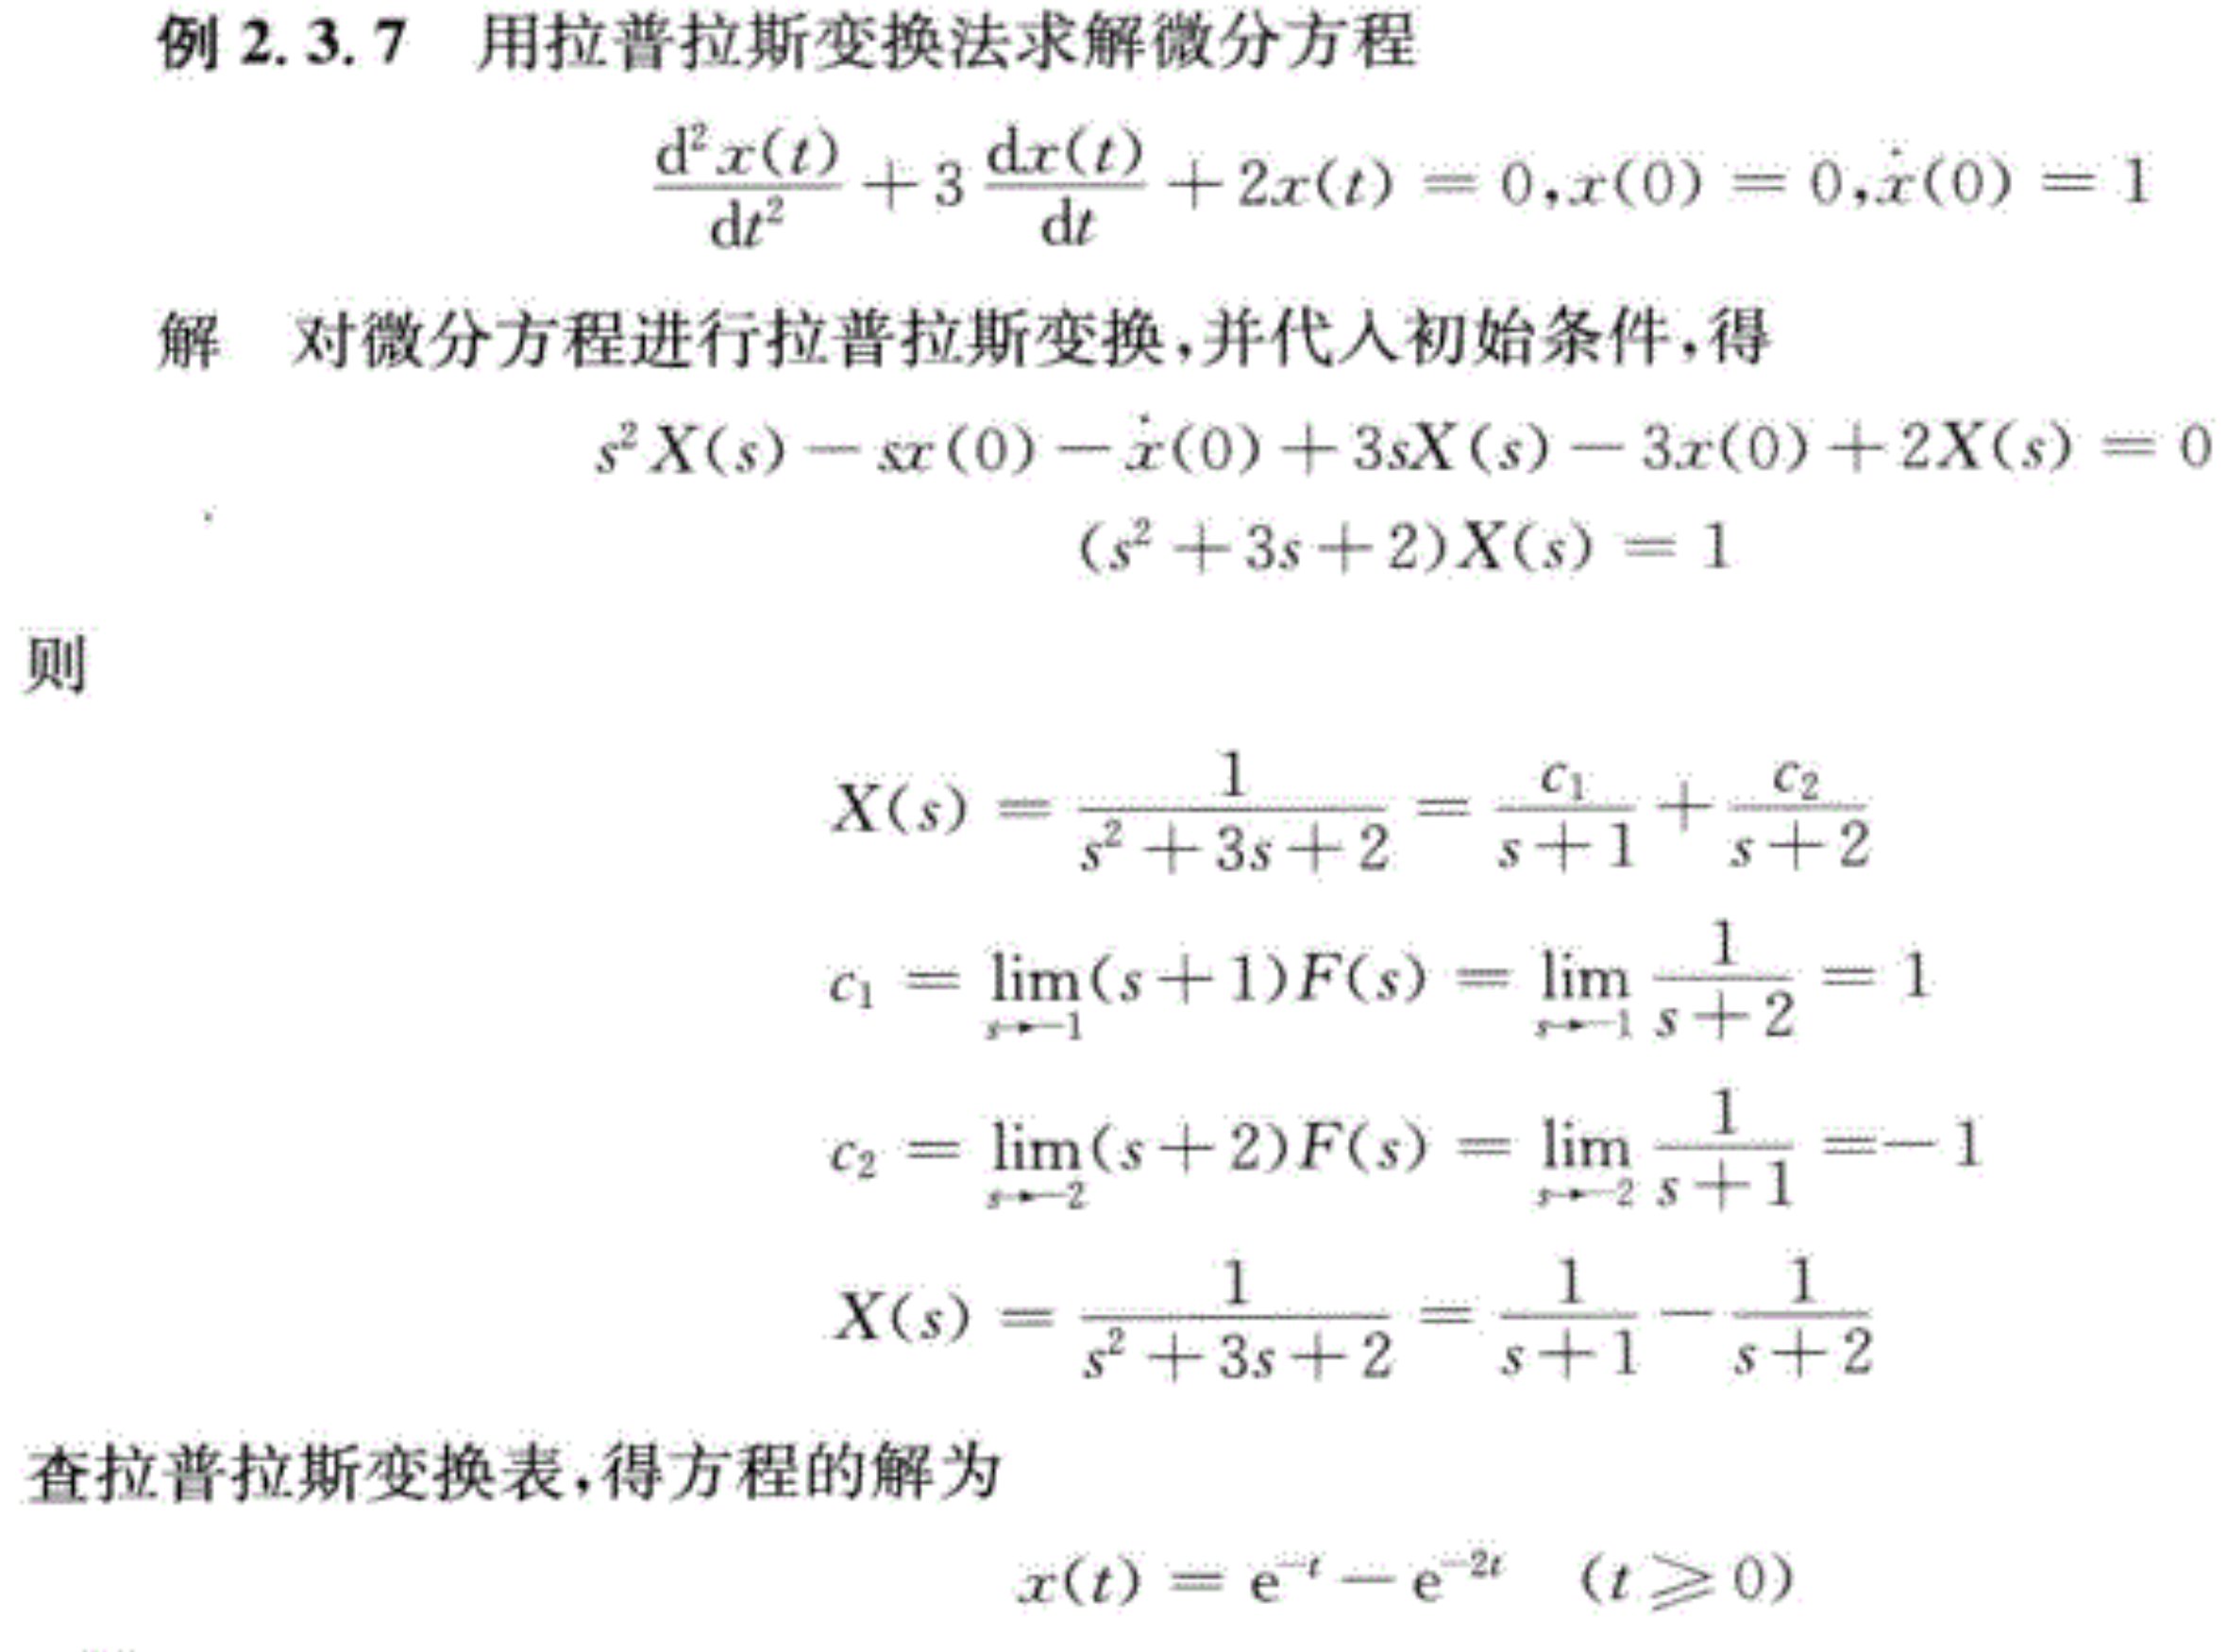 例 2.3.7 用拉普拉斯变换法求解微分方程
$$\frac{d^2 x(t)}{dt^2} + 3\frac{dx(t)}{dt} + 2x(t) = 0, x(0) = 0, \dot{x}(0) = 1$$
解 对微分方程进行拉普拉斯变换,并代入初始条件,得
$$s^2 X(s) - sx(0) - \dot{x}(0) + 3sX(s) - 3x(0) + 2X(s) = 0$$
$$(s^2 + 3s + 2)X(s) = 1$$
则
$$X(s) = \frac{1}{s^2 + 3s + 2} = \frac{c_1}{s+1} + \frac{c_2}{s+2}$$
$$c_1 = \lim_{s \to -1}(s+1)F(s) = \lim_{s \to -1}\frac{1}{s+2} = 1$$
$$c_2 = \lim_{s \to -2}(s+2)F(s) = \lim_{s \to -2}\frac{1}{s+1} = -1$$
$$X(s) = \frac{1}{s^2 + 3s + 2} = \frac{1}{s+1} - \frac{1}{s+2}$$
查拉普拉斯变换表,得方程的解为
$$x(t) = e^{-t} - e^{-2t} \quad (t \geqslant 0)$$